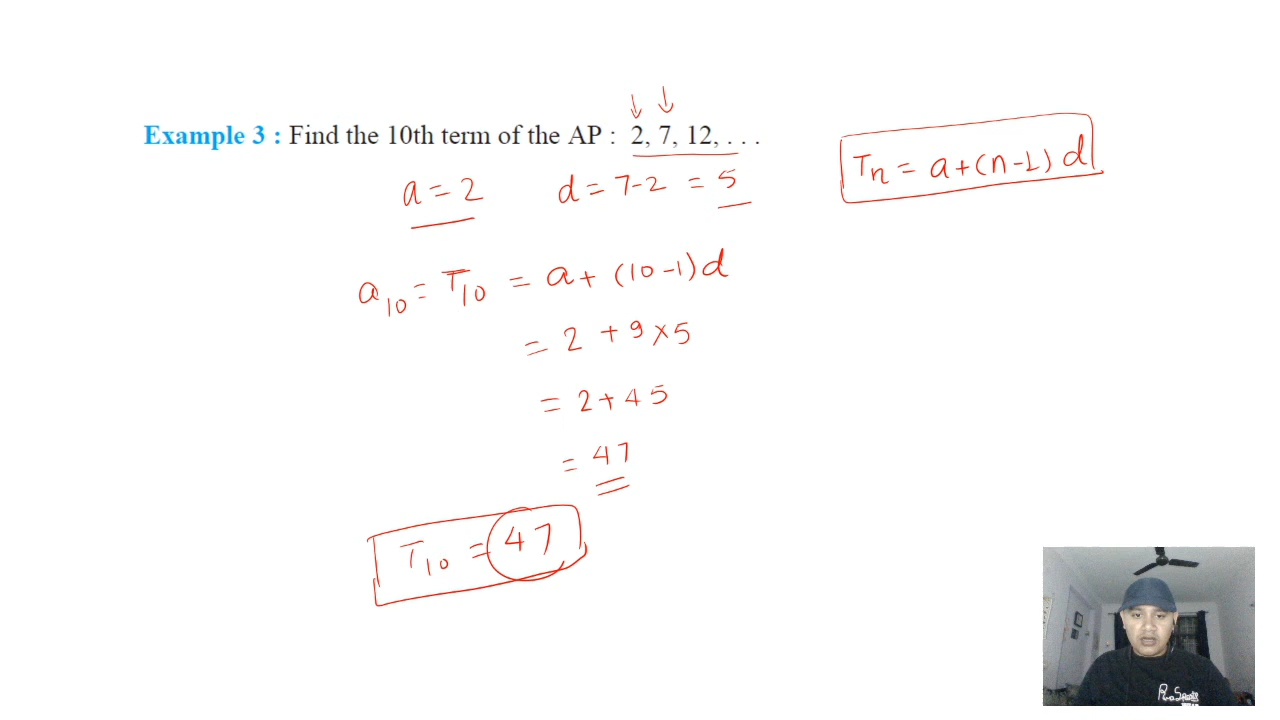 Example 3 : Find the 10th term of the AP : 2, 7, 12, . . .
Tn = a+(n-1) d
a = 2    d = 7-2 = 5
a10 = T10 = a+ (10-1)d
= 2 + 9×5
= 2+45
= 47
T10 = 47